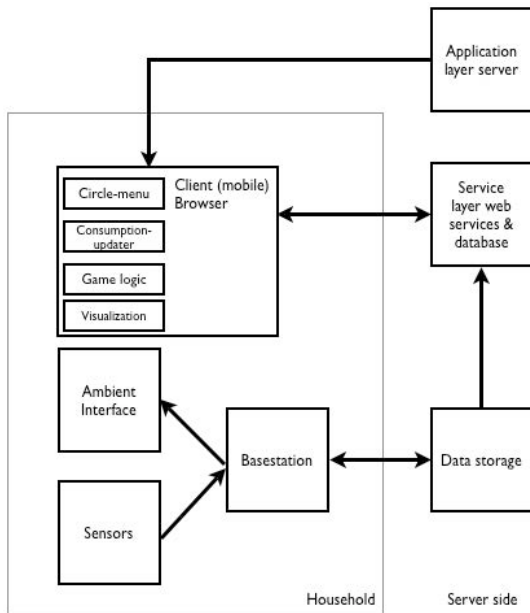 Application
layer server
Client (mobile)
Browser
Circle-menu
Consumption-
updater
Game logic
Visualization
Service
layer web
services &
database
Ambient
Interface
Basestation
Data storage
Sensors
Household
Server side